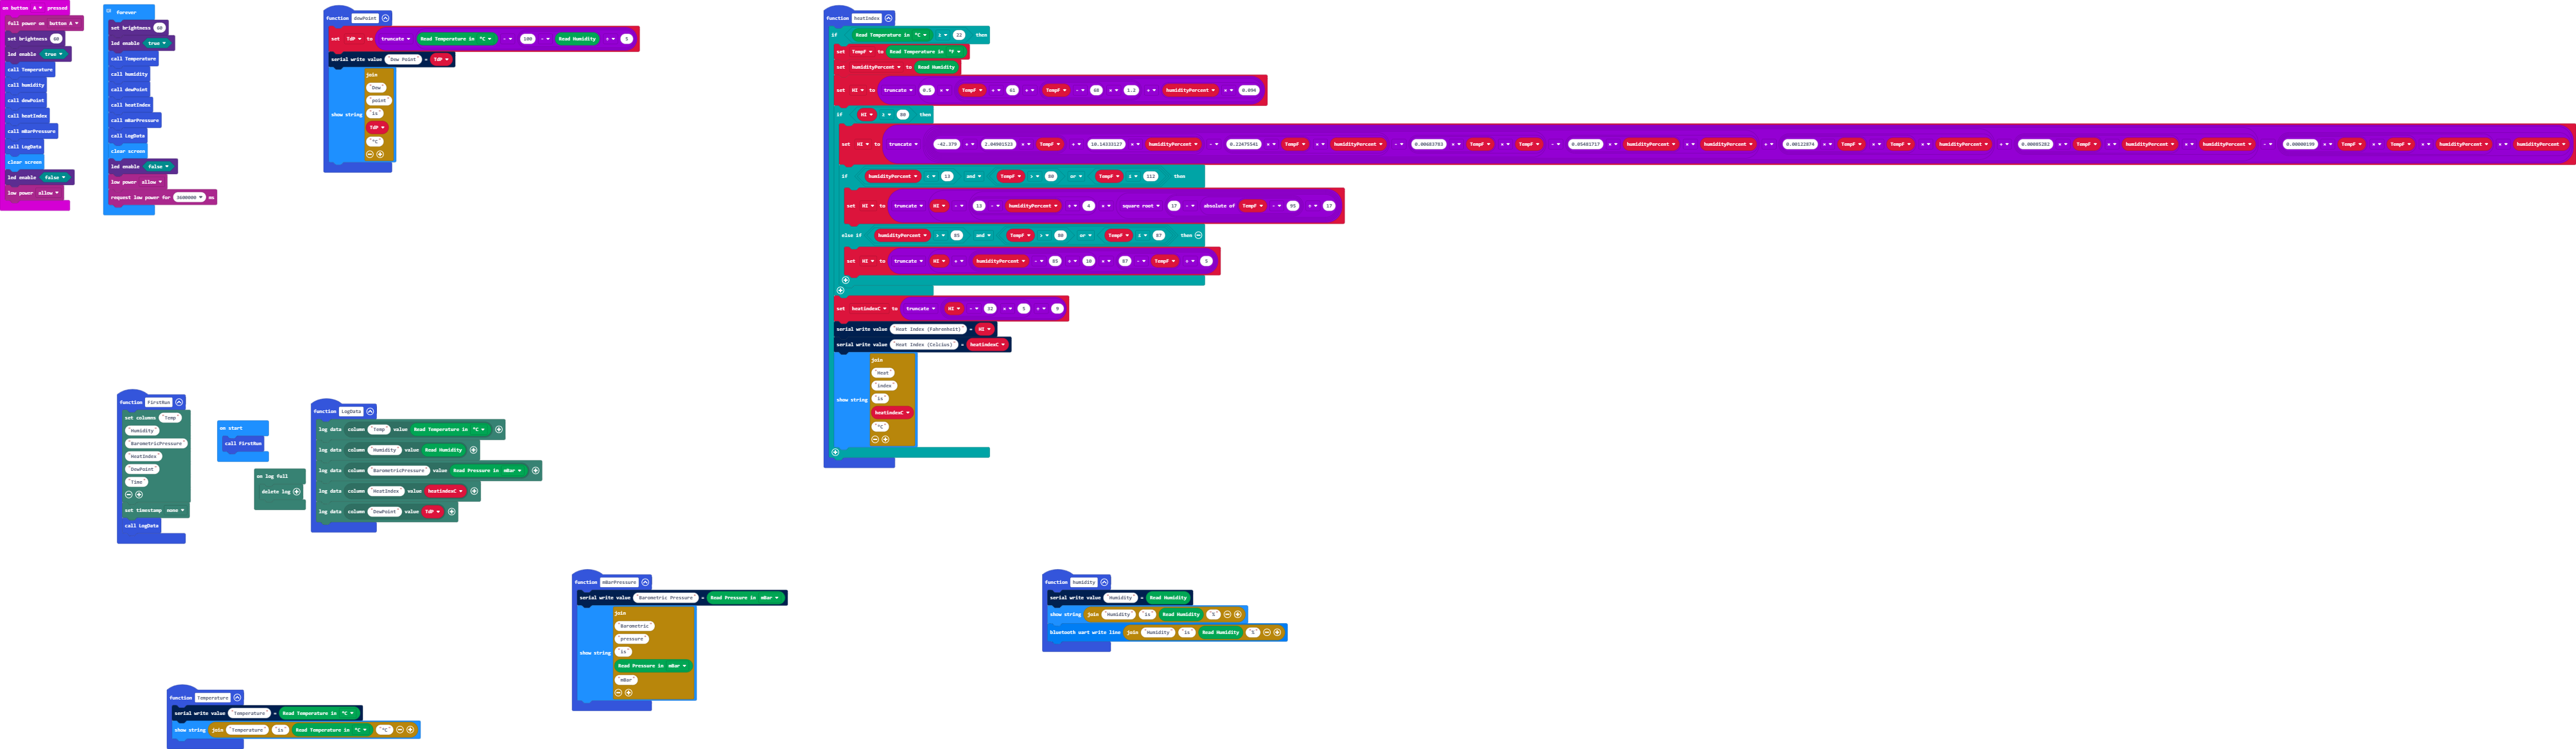 on button A pressed
full power on button A
set brightness 60
led enable true
call Temperature
call humidity
call dewPoint
call heatIndex
call mBarPressure
call LogData
clear screen
led enable false
low power allow
forever
set brightness 60
led enable true
call Temperature
call humidity
call dewPoint
call heatIndex
call mBarPressure
call LogData
clear screen
led enable false
low power allow
request low power for 3600000 ms
function dewPoint
set TdP to truncate Read Temperature in °C - 100 - Read Humidity ÷ 5
serial write value "Dew Point" = TdP
join
"Dew"
"point"
"is"
show string
TdP
"°C"
function heatIndex
if Read Temperature in °C ≥ 22 then
set TempF to Read Temperature in °F
set humidityPercent to Read Humidity
set HI to truncate 0.5 × TempF + 61 + TempF - 68 × 1.2 + humidityPercent × 0.094
if HI ≥ 80 then
set HI to truncate -42.379 + 2.04901523 × TempF + 10.14333127 × humidityPercent - 0.22475541 × TempF × humidityPercent - 0.00683783 × TempF × TempF - 0.05481717 × humidityPercent × humidityPercent + 0.00122874 × TempF × TempF × humidityPercent + 0.00085282 × TempF × humidityPercent × humidityPercent - 0.00000199 × TempF × TempF × humidityPercent × humidityPercent
if humidityPercent < 13 and TempF > 80 or TempF ≤ 112 then
set HI to truncate HI - 13 - humidityPercent ÷ 4 × square root 17 - absolute of TempF - 95 ÷ 17
else if humidityPercent > 85 and TempF > 80 or TempF ≤ 87 then
set HI to truncate HI + humidityPercent - 85 ÷ 10 × 87 - TempF ÷ 5
set heatindexC to truncate HI - 32 × 5 ÷ 9
serial write value "Heat Index (Fahrenheit)" = HI
serial write value "Heat Index (Celcius)" = heatindexC
join
"Heat"
"index"
"is"
show string
heatindexC
"°C"
function FirstRun
set columns "Temp"
"Humidity"
"BarometricPressure"
"HeatIndex"
"DewPoint"
"Time"
set timestamp none
call LogData
on start
call FirstRun
on log full
delete log
function LogData
log data column "Temp" value Read Temperature in °C
log data column "Humidity" value Read Humidity
log data column "BarometricPressure" value Read Pressure in mBar
log data column "HeatIndex" value heatindexC
log data column "DewPoint" value TdP
function mBarPressure
serial write value "Barometric Pressure" = Read Pressure in mBar
join
"Barometric"
"pressure"
"is"
show string
Read Pressure in mBar
"mBar"
function humidity
serial write value "Humidity" = Read Humidity
show string join "Humidity" "is" Read Humidity "%"
bluetooth uart write line join "Humidity" "is" Read Humidity "%"
function Temperature
serial write value "Temperature" = Read Temperature in °C
show string join "Temperature" "is" Read Temperature in °C "°C"